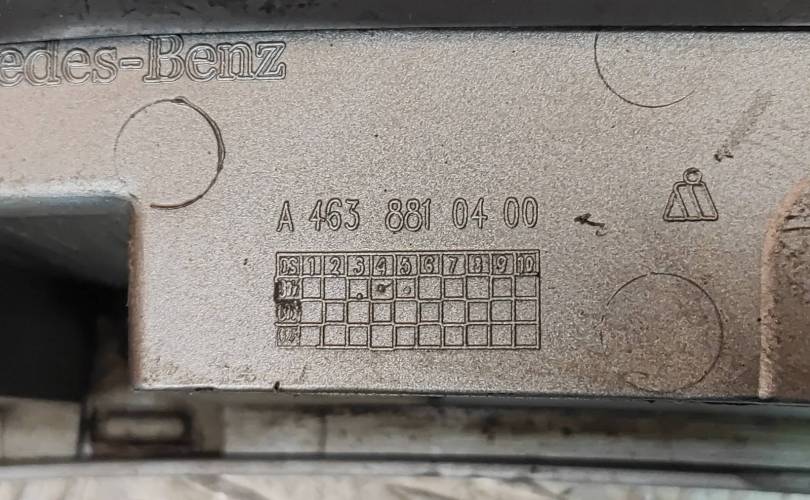 edes-Benz
A 463 881 04 00
DS 1 2 3 4 5 6 7 8 9 10